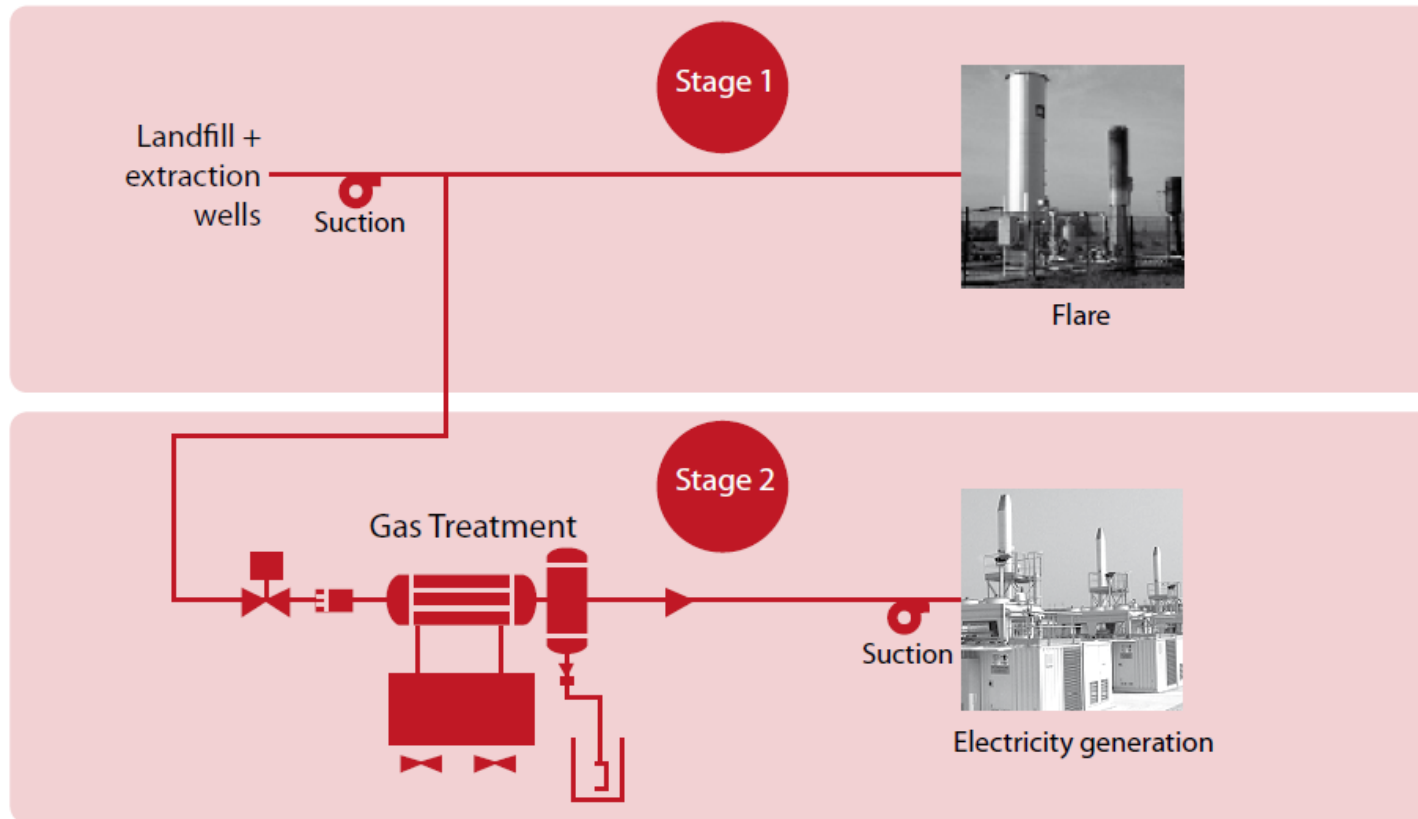 Stage 1
Landfill +
extraction
wells
Suction
Flare
Stage 2
Gas Treatment
Suction
Electricity generation